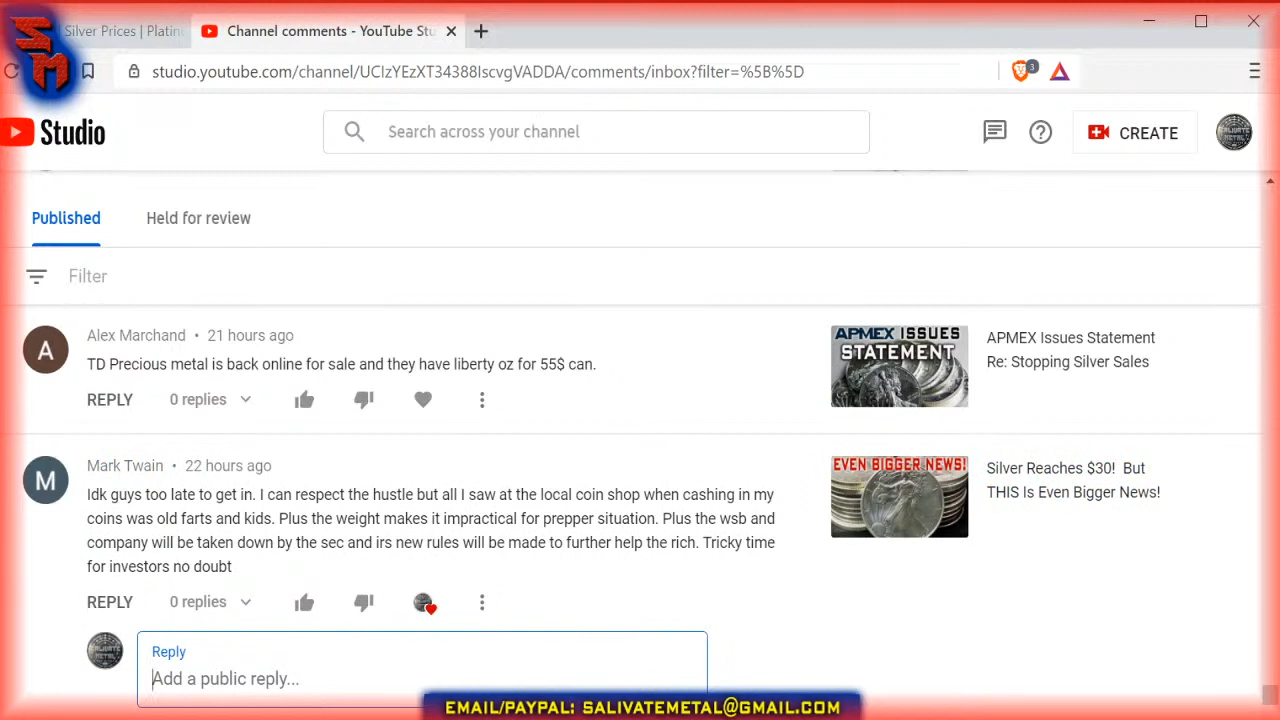 SM
Silver Prices | Platin
Channel comments - YouTube Stu
studio.youtube.com/channel/UCIzYEzXT34388IscvgVADDA/comments/inbox?filter=%5B%5D
3
Studio
Search across your channel
CREATE
Published
Held for review
Filter
A
Alex Marchand • 21 hours ago
TD Precious metal is back online for sale and they have liberty oz for 55$ can.
REPLY 0 replies
APMEX ISSUES
STATEMENT
APMEX Issues Statement
Re: Stopping Silver Sales
M
Mark Twain • 22 hours ago
Idk guys too late to get in. I can respect the hustle but all I saw at the local coin shop when cashing in my
coins was old farts and kids. Plus the weight makes it impractical for prepper situation. Plus the wsb and
company will be taken down by the sec and irs new rules will be made to further help the rich. Tricky time
for investors no doubt
REPLY 0 replies
EVEN BIGGER NEWS!
Silver Reaches $30! But
THIS Is Even Bigger News!
Reply
Add a public reply...
EMAIL/PAYPAL: SALIVATEMETAL@GMAIL.COM